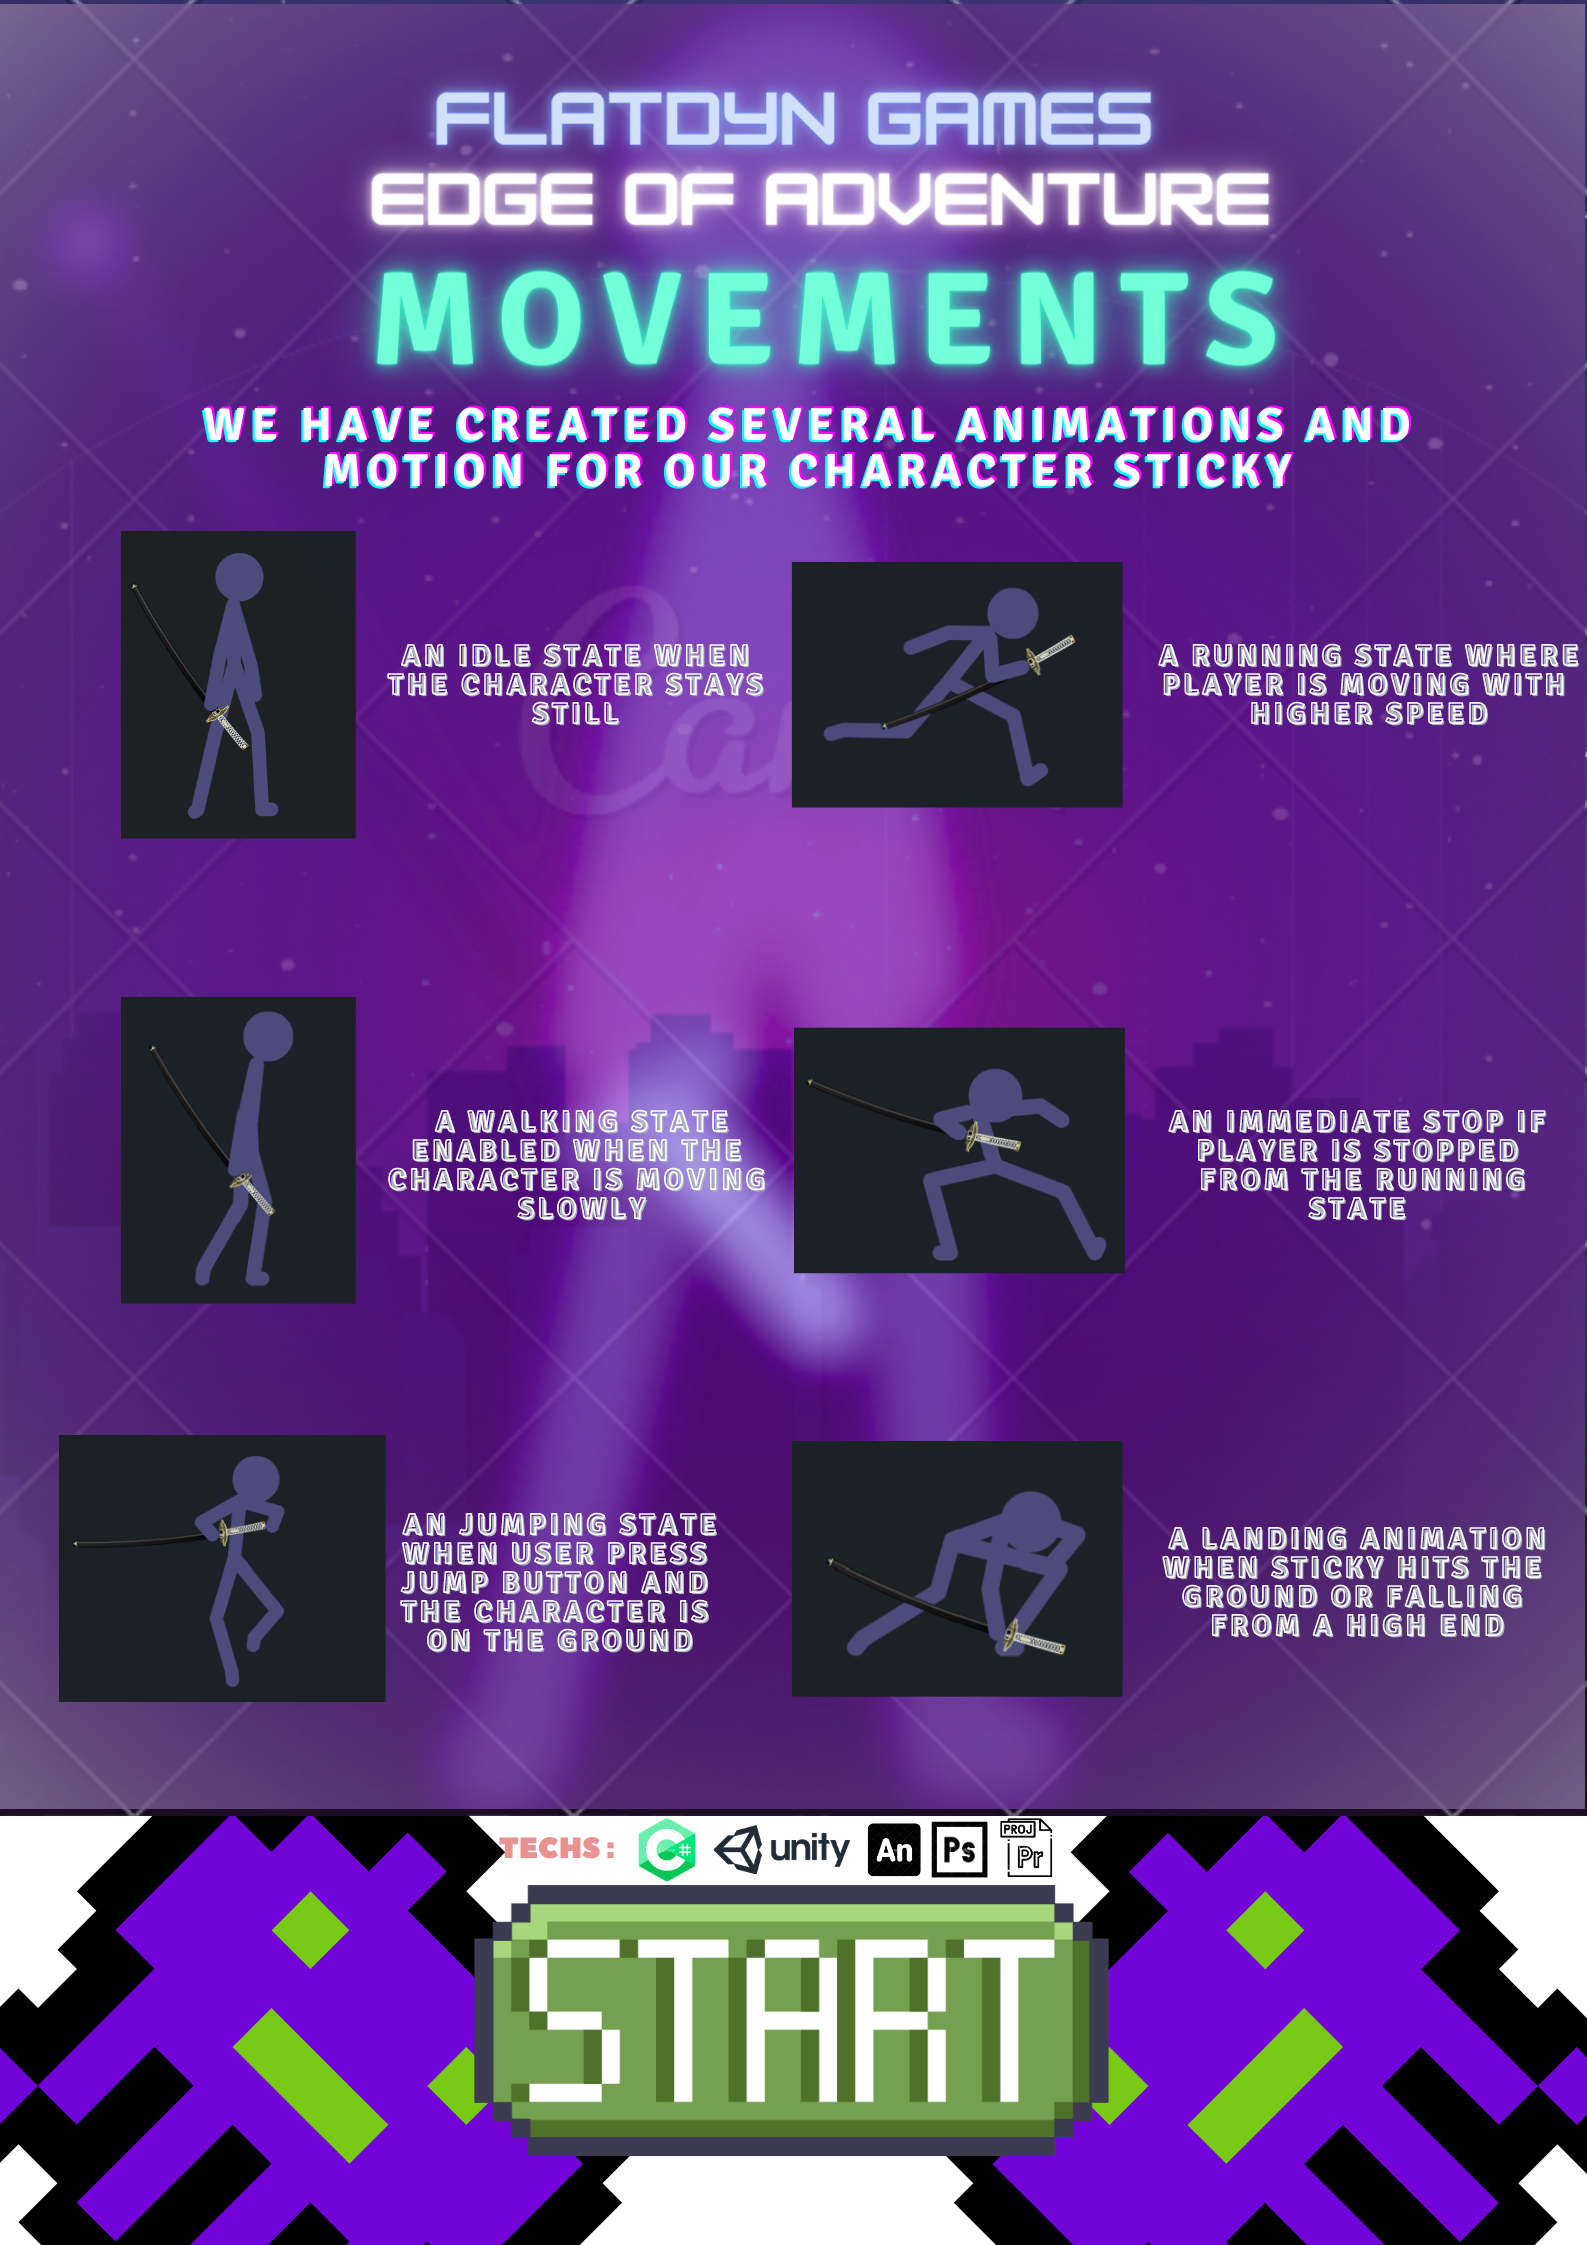 FLATDYN GAMES
EDGE OF ADVENTURE
MOVEMENTS
WE HAVE CREATED SEVERAL ANIMATIONS AND
MOTION FOR OUR CHARACTER STICKY
AN IDLE STATE WHEN
THE CHARACTER STAYS
STILL
A RUNNING STATE WHERE
PLAYER IS MOVING WITH
HIGHER SPEED
A WALKING STATE
ENABLED WHEN THE
CHARACTER IS MOVING
SLOWLY
AN IMMEDIATE STOP IF
PLAYER IS STOPPED
FROM THE RUNNING
STATE
AN JUMPING STATE
WHEN USER PRESS
JUMP BUTTON AND
THE CHARACTER IS
ON THE GROUND
A LANDING ANIMATION
WHEN STICKY HITS THE
GROUND OR FALLING
FROM A HIGH END
TECHS: C# unity An Ps PROJ Pr
START